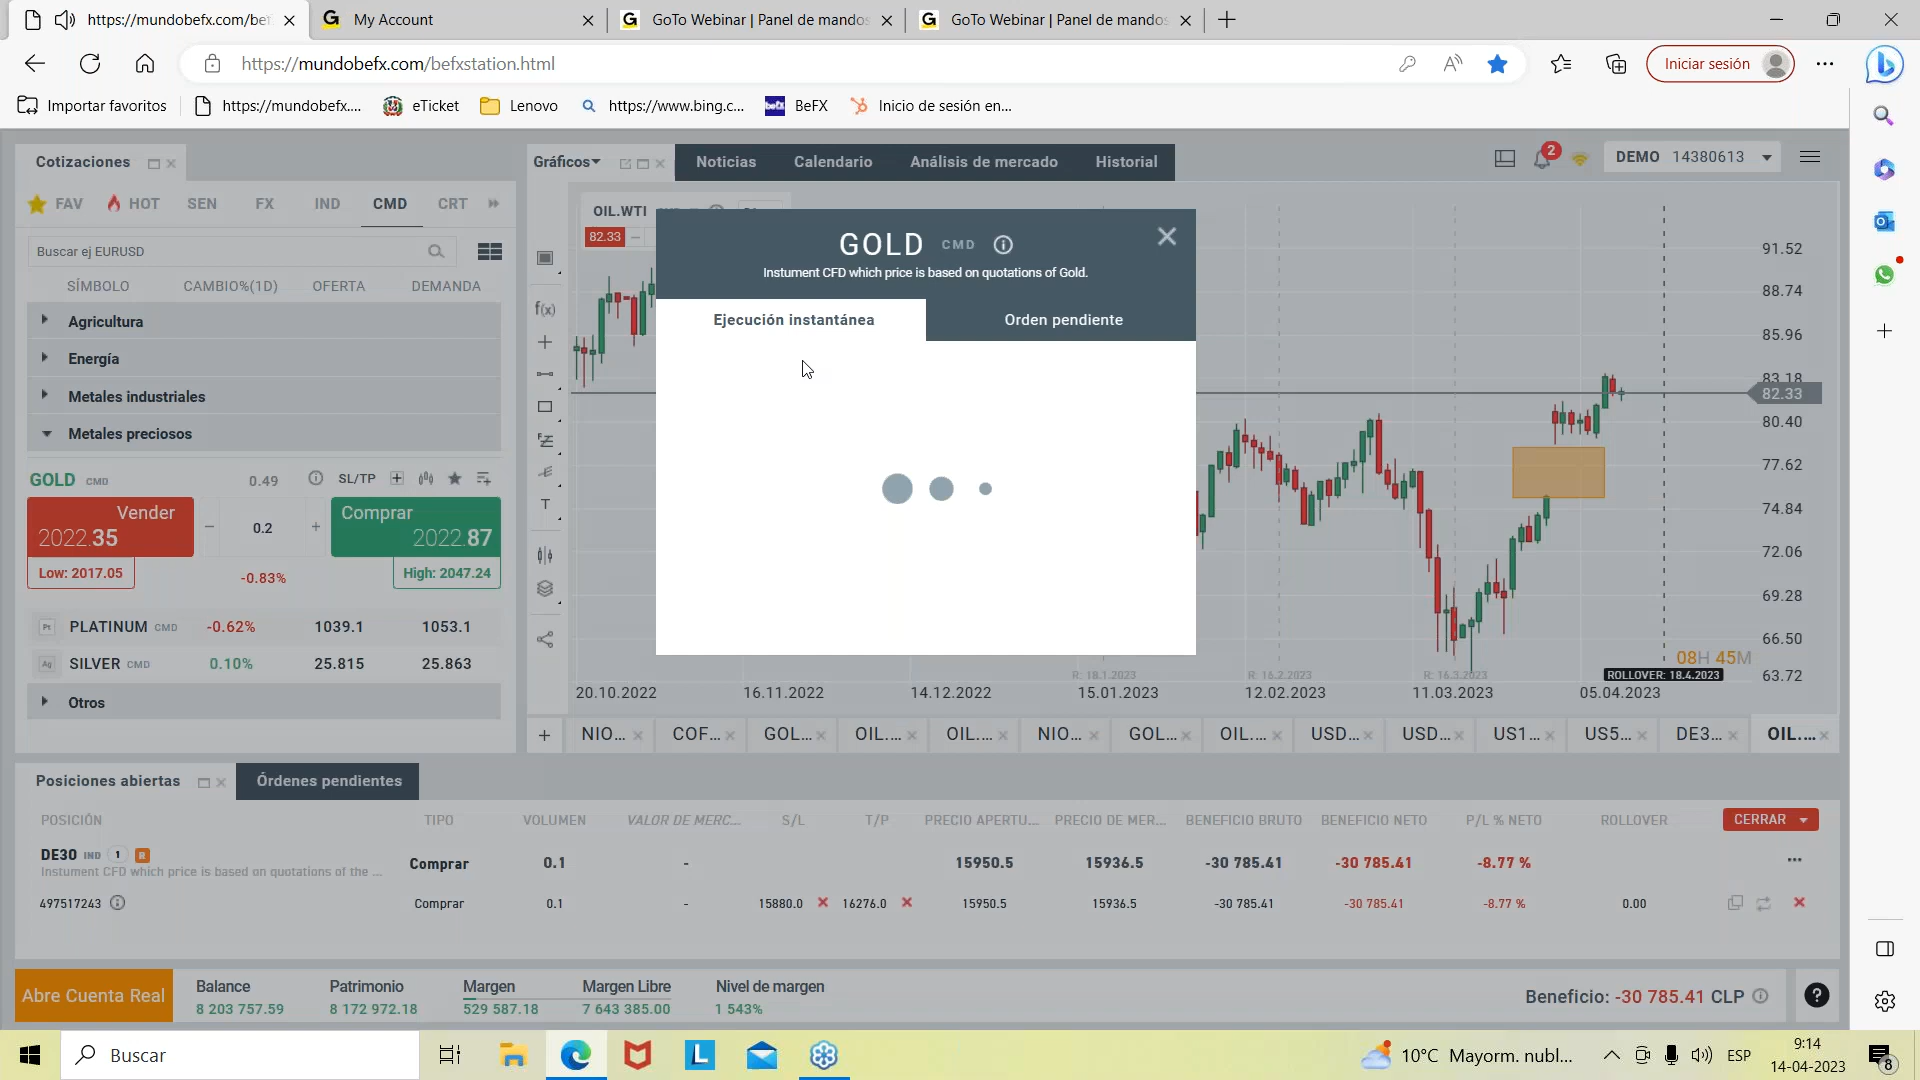 https://mundobefx.com/bef
My Account
GoTo Webinar | Panel de mandos
GoTo Webinar | Panel de mandos
https://mundobefx.com/befxstation.html
Iniciar sesión
Importar favoritos
https://mundobefx....
eTicket
Lenovo
https://www.bing.c...
BeFX
Inicio de sesión en...
Cotizaciones
Gráficos
Noticias
Calendario
Análisis de mercado
Historial
2
DEMO 14380613
FAV
HOT
SEN
FX
IND
CMD
CRT
Buscar ej EURUSD
SÍMBOLO
CAMBIO%(1D)
OFERTA
DEMANDA
Agricultura
Energía
Metales industriales
Metales preciosos
GOLD CMD
0.49
SL/TP
Vender
2022.35
0.2
Comprar
2022.87
Low: 2017.05
-0.83%
High: 2047.24
PLATINUM CMD -0.62% 1039.1 1053.1
SILVER CMD 0.10% 25.815 25.863
Otros
OIL.WTI
82.33
GOLD CMD
Instument CFD which price is based on quotations of Gold.
Ejecución instantánea
Orden pendiente
91.52
88.74
85.96
83.18
82.33
80.40
77.62
74.84
72.06
69.28
66.50
63.72
08H 45M
R: 18.1.2023
R: 16.2.2023
R: 16.3.2023
ROLLOVER: 18.4.2023
20.10.2022
16.11.2022
14.12.2022
15.01.2023
12.02.2023
11.03.2023
05.04.2023
NIO...
COF...
GOL...
OIL....
OIL....
NIO...
GOL...
OIL....
USD...
USD...
US1...
US5...
DE3...
OIL....
Posiciones abiertas
Órdenes pendientes
POSICIÓN
TIPO
VOLUMEN
VALOR DE MERC...
S/L
T/P
PRECIO APERTU...
PRECIO DE MER...
BENEFICIO BRUTO
BENEFICIO NETO
P/L % NETO
ROLLOVER
CERRAR
DE30 IND 1 R
Instument CFD which price is based on quotations of the ...
Comprar 0.1 - 15950.5 15936.5 -30 785.41 -30 785.41 -8.77 %
497517243 Comprar 0.1 - 15880.0 16276.0 15950.5 15936.5 -30 785.41 -30 785.41 -8.77 % 0.00
Abre Cuenta Real
Balance
8 203 757.59
Patrimonio
8 172 972.18
Margen
529 587.18
Margen Libre
7 643 385.00
Nivel de margen
1 543%
Beneficio: -30 785.41 CLP
Buscar
10°C Mayorm. nubl...
ESP
9:14
14-04-2023
8